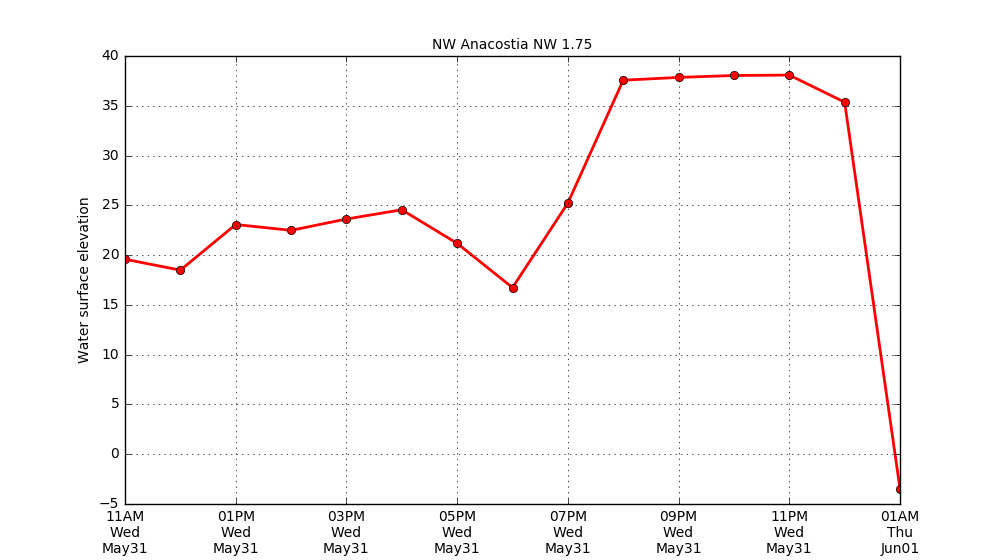 NW Anacostia NW 1.75
Water surface elevation
40
35
30
25
20
15
10
5
0
−5
11AM
Wed
May31
01PM
Wed
May31
03PM
Wed
May31
05PM
Wed
May31
07PM
Wed
May31
09PM
Wed
May31
11PM
Wed
May31
01AM
Thu
Jun01